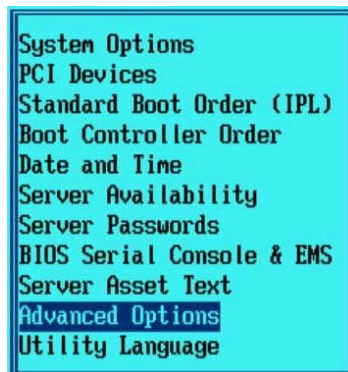 System Options
PCI Devices
Standard Boot Order (IPL)
Boot Controller Order
Date and Time
Server Availability
Server Passwords
BIOS Serial Console & EMS
Server Asset Text
Advanced Options
Utility Language